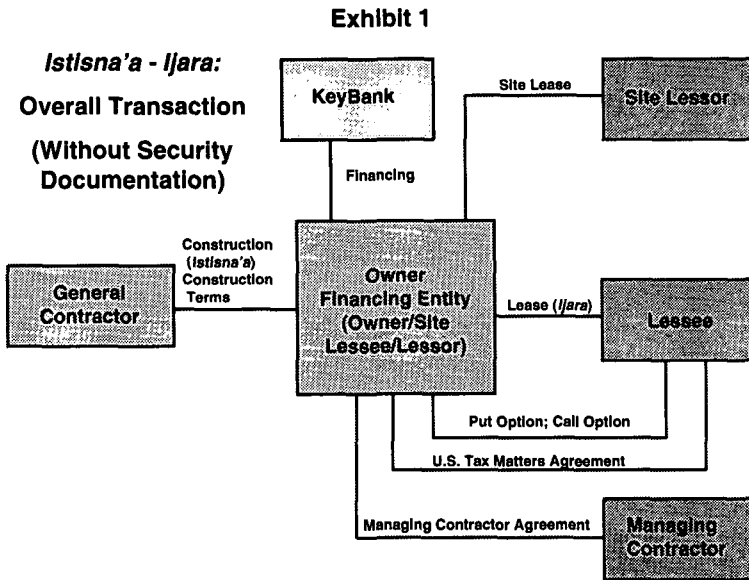 Exhibit 1
Istisna'a - Ijara:
Overall Transaction
(Without Security
Documentation)
KeyBank
Site Lease
Site Lessor
Financing
Construction
(Istisna'a)
Construction
Terms
General
Contractor
Owner
Financing Entity
(Owner/Site
Lessee/Lessor)
Lease (Ijara)
Lessee
Put Option; Call Option
U.S. Tax Matters Agreement
Managing Contractor Agreement
Managing
Contractor